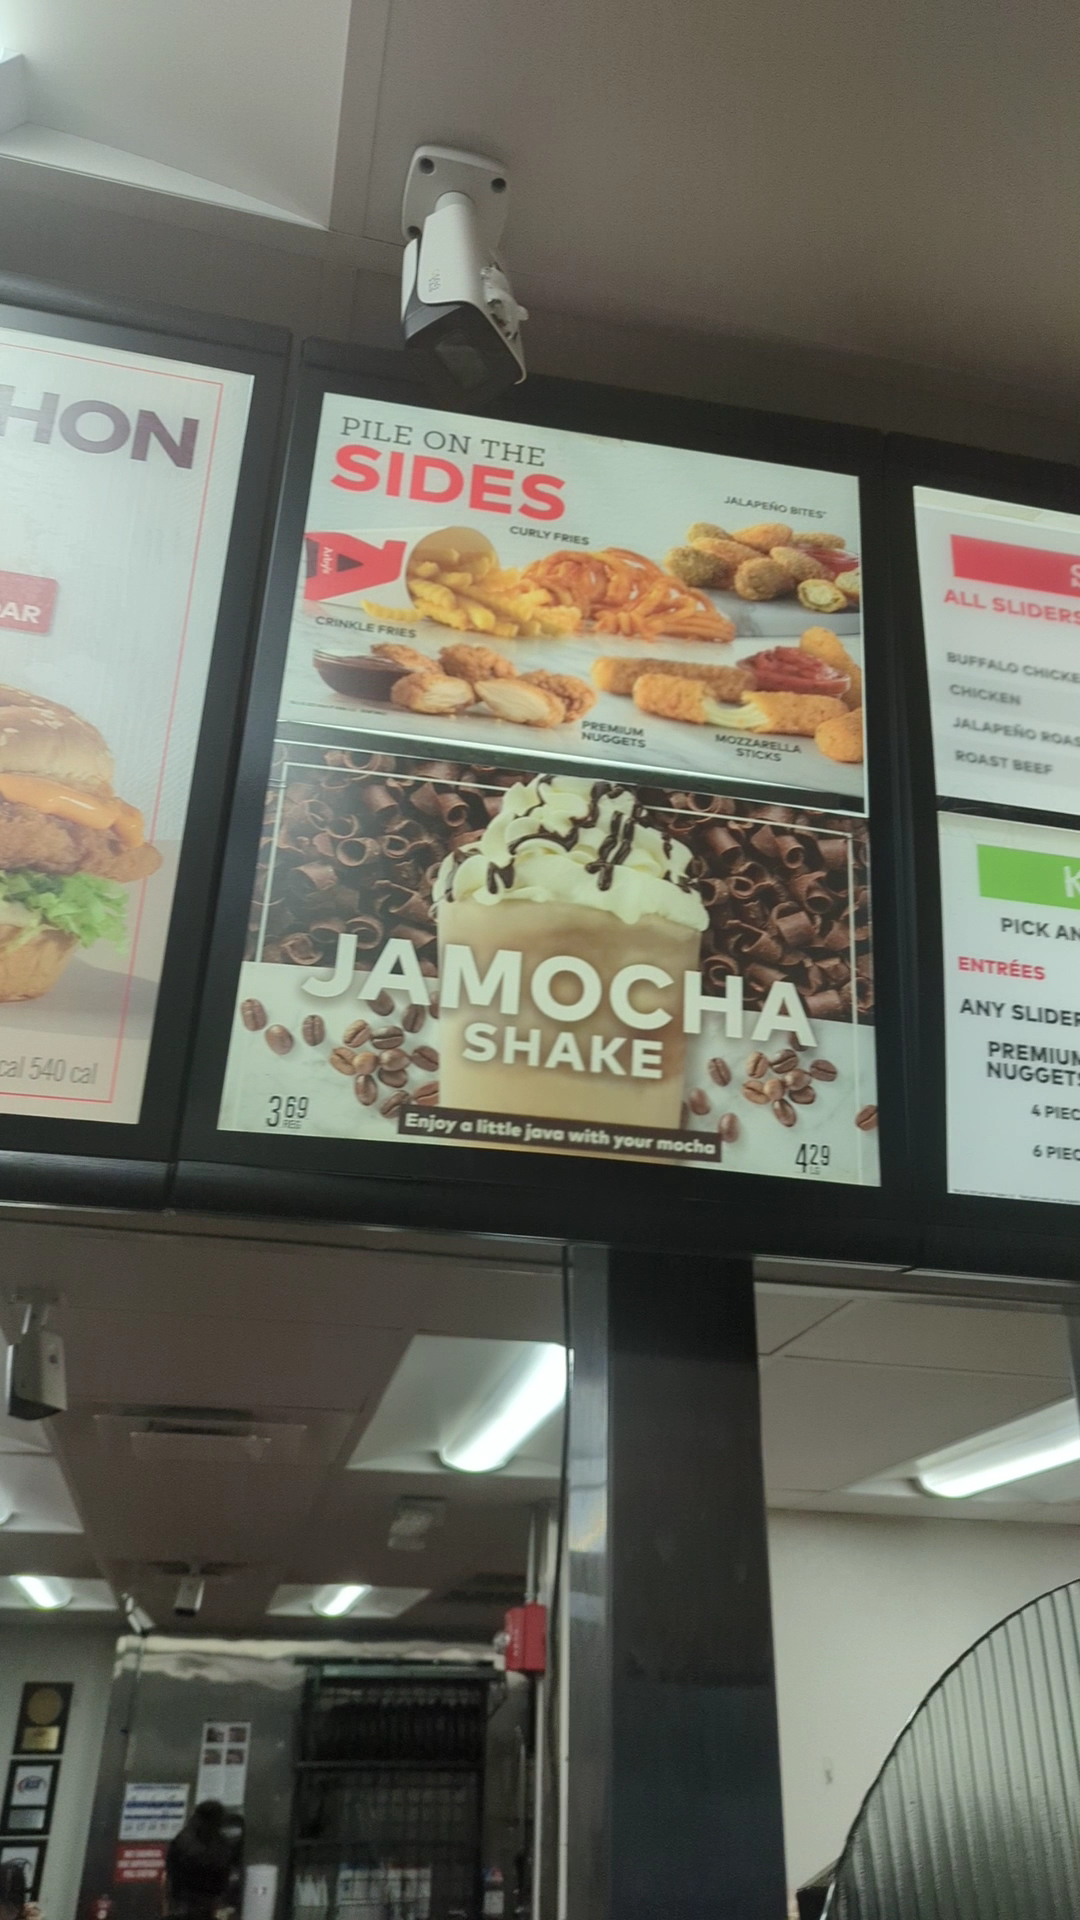 HON
AR
cal 540 cal
PILE ON THE
SIDES
JALAPEÑO BITES®
CURLY FRIES
Arby's
CRINKLE FRIES
PREMIUM
NUGGETS
MOZZARELLA
STICKS
JAMOCHA
SHAKE
Enjoy a little java with your mocha
3 69
REG
4 29
LG
S
ALL SLIDERS
BUFFALO CHICKE
CHICKEN
JALAPEÑO ROAS
ROAST BEEF
K
PICK AN
ENTRÉES
ANY SLIDER
PREMIUM
NUGGETS
4 PIEC
6 PIEC